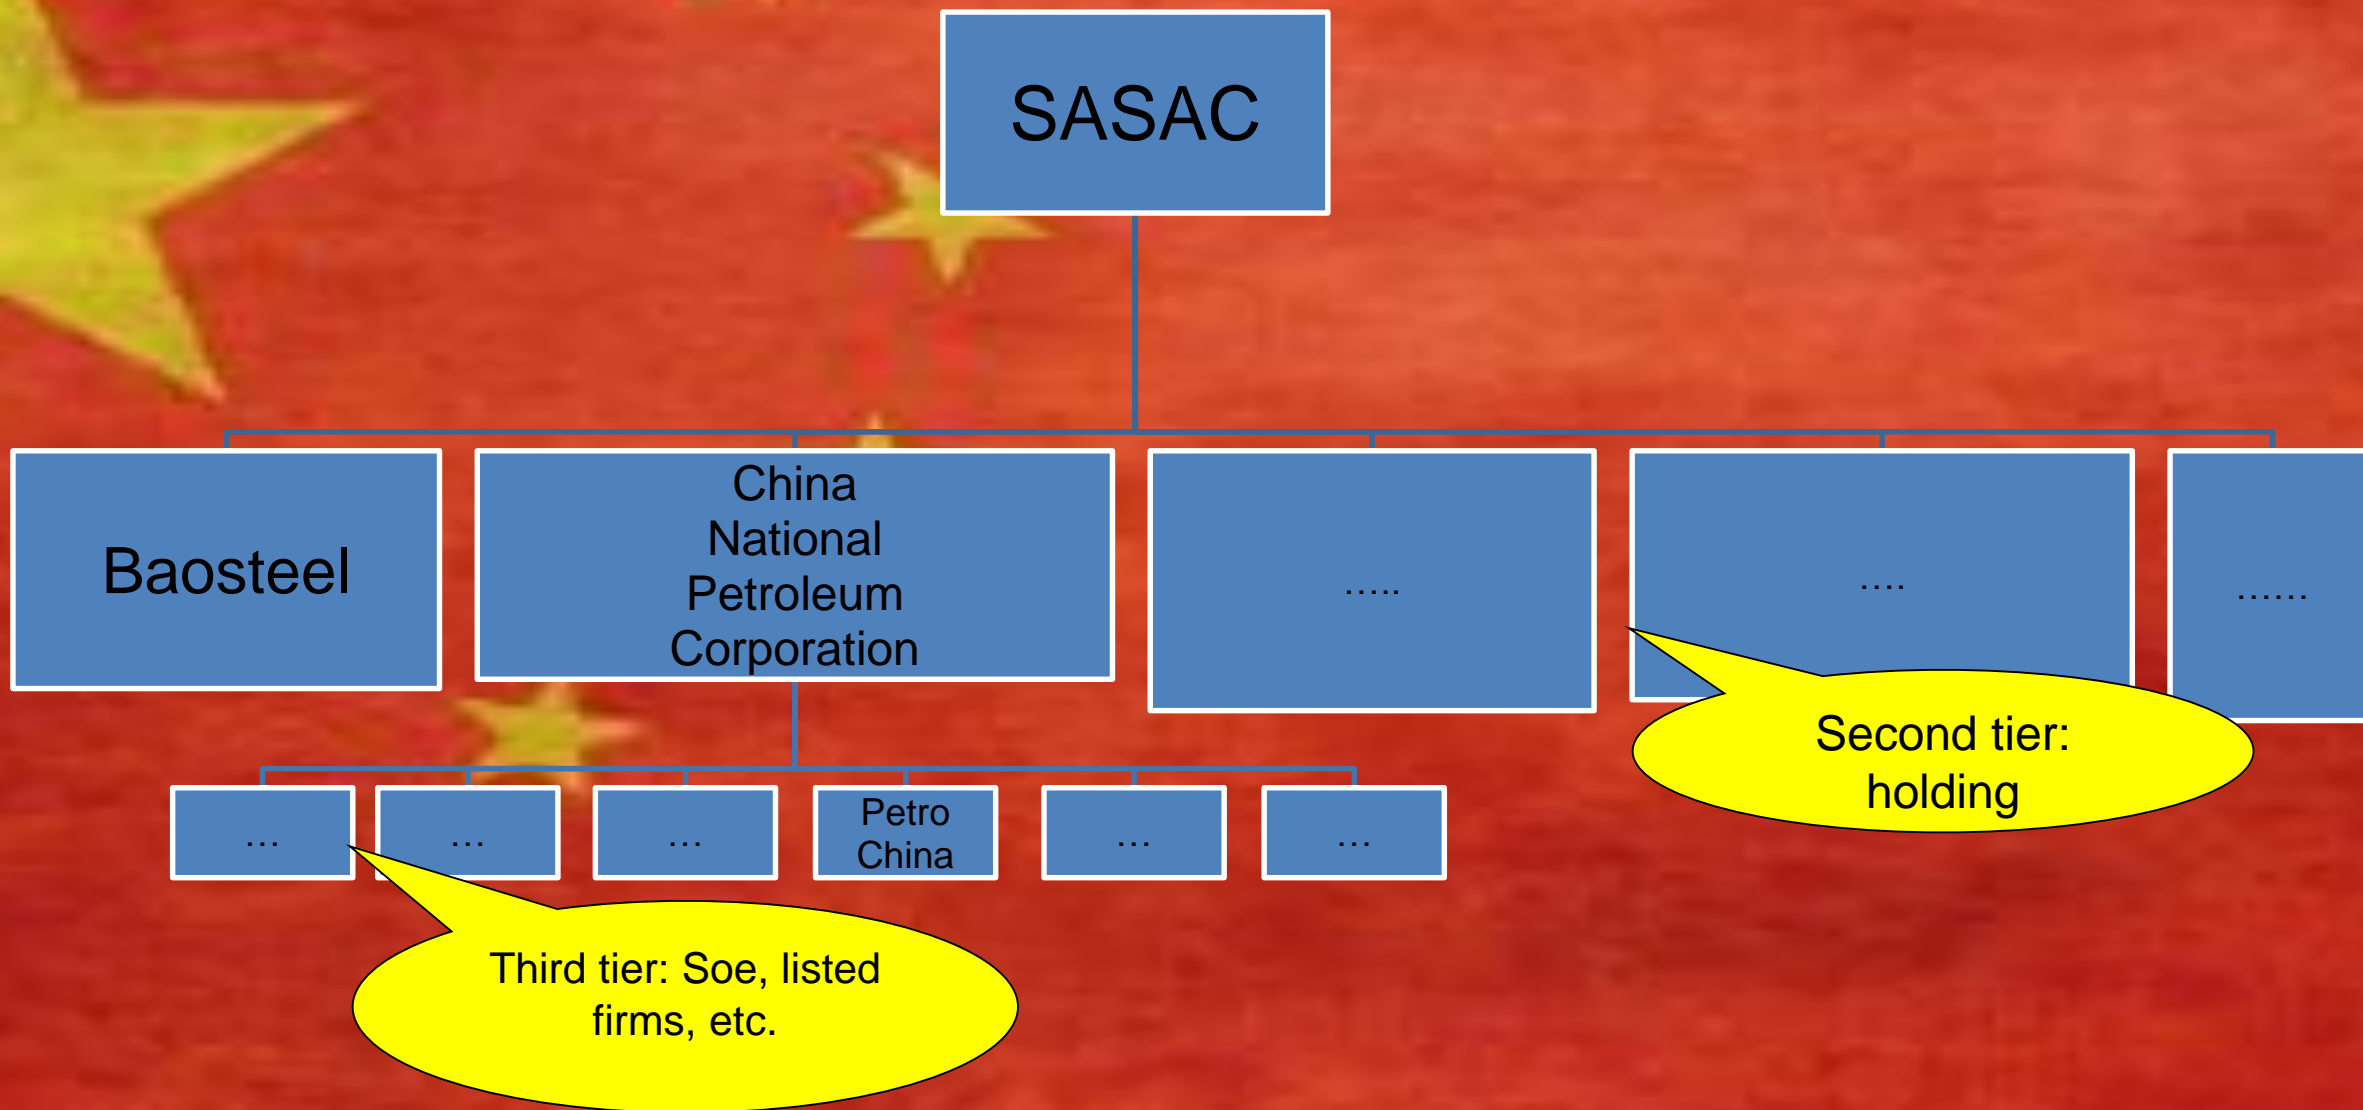 SASAC
Baosteel
China
National
Petroleum
Corporation
.....
....
......
Second tier:
holding
...
...
...
Petro
China
...
...
Third tier: Soe, listed
firms, etc.